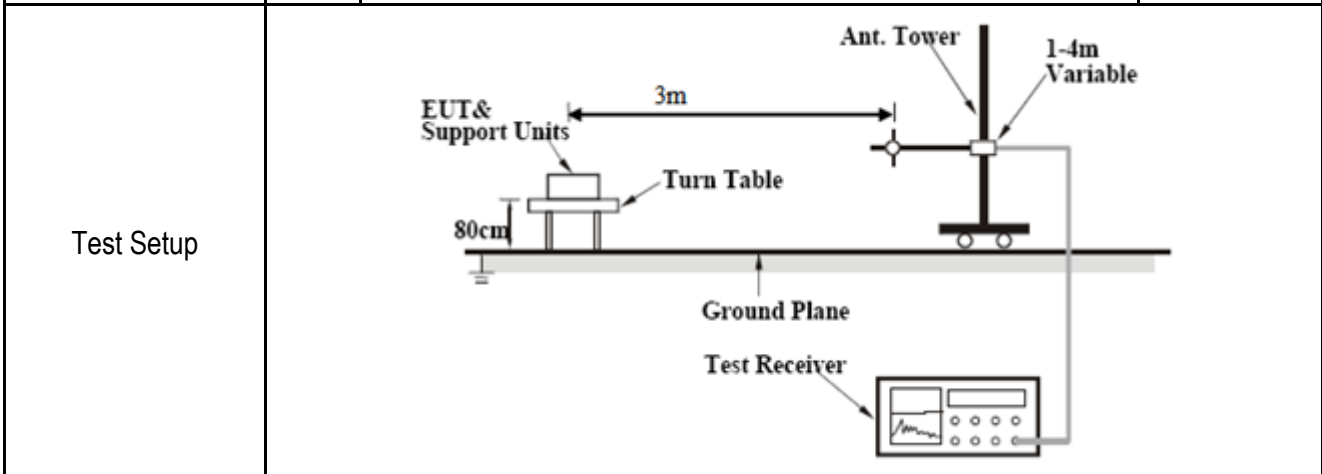 Test Setup
Ant. Tower
1-4m
Variable
3m
EUT&
Support Units
Turn Table
80cm
Ground Plane
Test Receiver